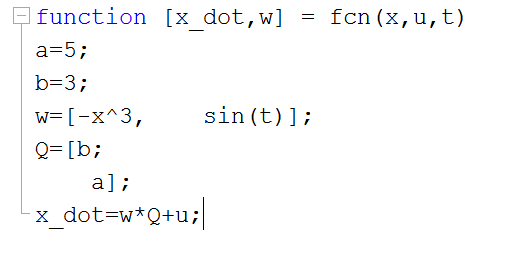 function [x_dot,w] = fcn(x,u,t)
a=5;
b=3;
w=[-x^3,    sin(t)];
Q=[b;
    a];
x_dot=w*Q+u;